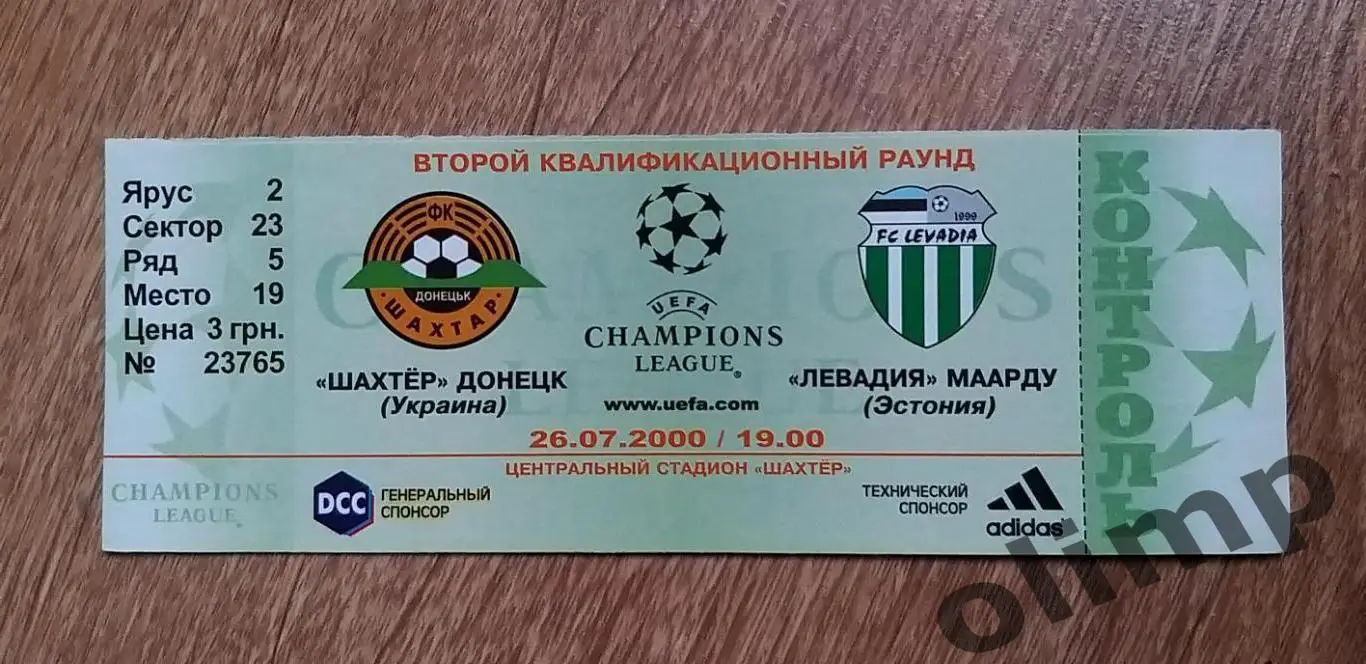 ВТОРОЙ КВАЛИФИКАЦИОННЫЙ РАУНД
Ярус 2
Сектор 23
Ряд 5
Место 19
Цена 3 грн.
№ 23765
ФК
ДОНЕЦЬК
ШАХТАР
«ШАХТЁР» ДОНЕЦК
(Украина)
UEFA
CHAMPIONS
LEAGUE®
www.uefa.com
1999
FC LEVADIA
«ЛЕВАДИЯ» МААРДУ
(Эстония)
26.07.2000 / 19.00
ЦЕНТРАЛЬНЫЙ СТАДИОН «ШАХТЁР»
CHAMPIONS
LEAGUE®
DCC
ГЕНЕРАЛЬНЫЙ
СПОНСОР
ТЕХНИЧЕСКИЙ
СПОНСОР
adidas
КОНТРОЛЬ
CHAMPIONS
LEAGUE
olimp